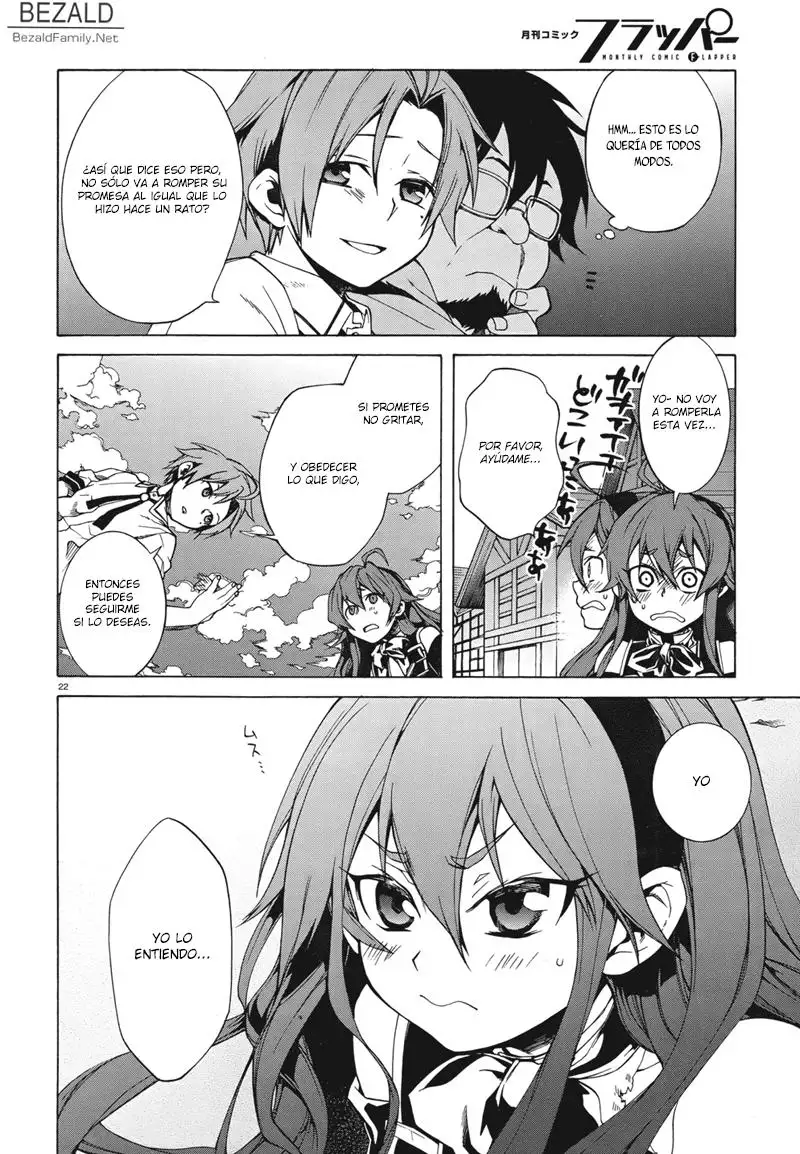 BEZALD
BezaldFamily.Net
月刊コミック
フラッパー
MONTHLY COMIC FLAPPER
HMM... ESTO ES LO
QUERÍA DE TODOS
MODOS.
¿ASÍ QUE DICE ESO PERO,
NO SÓLO VA A ROMPER SU
PROMESA AL IGUAL QUE LO
HIZO HACE UN RATO?
YO- NO VOY
A ROMPERLA
ESTA VEZ...
POR FAVOR,
AYÚDAME...
SI PROMETES
NO GRITAR,
Y OBEDECER
LO QUE DIGO,
ENTONCES
PUEDES
SEGUIRME
SI LO DESEAS.
22
YO
ムス…
YO LO
ENTIENDO...